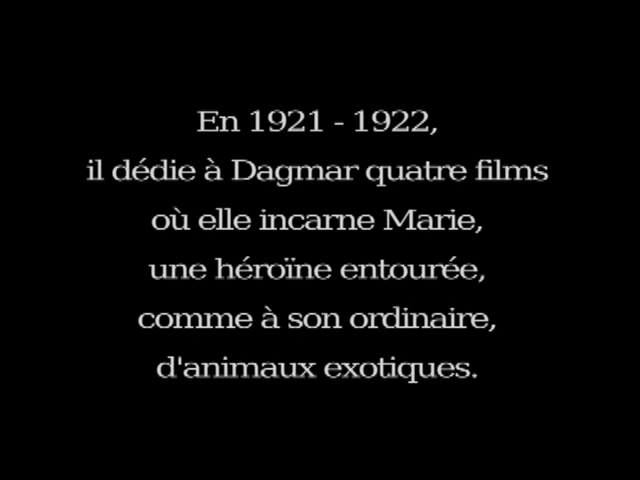 En 1921 - 1922,
il dédie à Dagmar quatre films
où elle incarne Marie,
une héroïne entourée,
comme à son ordinaire,
d'animaux exotiques.